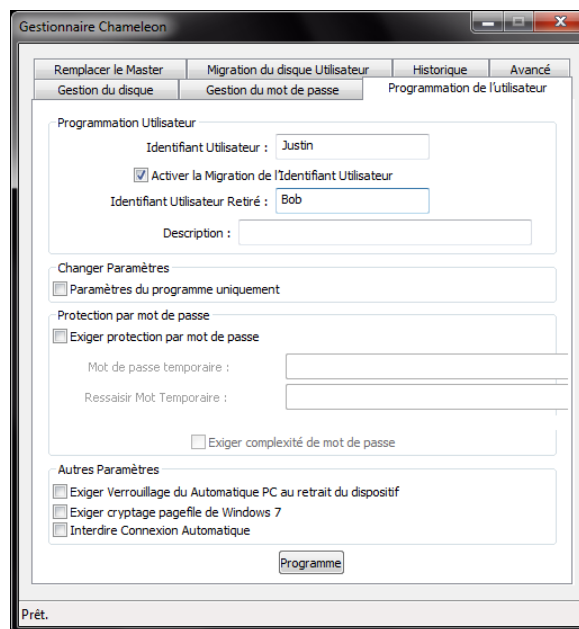 Gestionnaire Chameleon
Remplacer le Master Migration du disque Utilisateur Historique Avancé
Gestion du disque Gestion du mot de passe Programmation de l'utilisateur
Programmation Utilisateur
Identifiant Utilisateur : Justin
Activer la Migration de l'Identifiant Utilisateur
Identifiant Utilisateur Retiré : Bob
Description :
Changer Paramètres
Paramètres du programme uniquement
Protection par mot de passe
Exiger protection par mot de passe
Mot de passe temporaire :
Ressaisir Mot Temporaire :
Exiger complexité de mot de passe
Autres Paramètres
Exiger Verrouillage du Automatique PC au retrait du dispositif
Exiger cryptage pagefile de Windows 7
Interdire Connexion Automatique
Programme
Prêt.